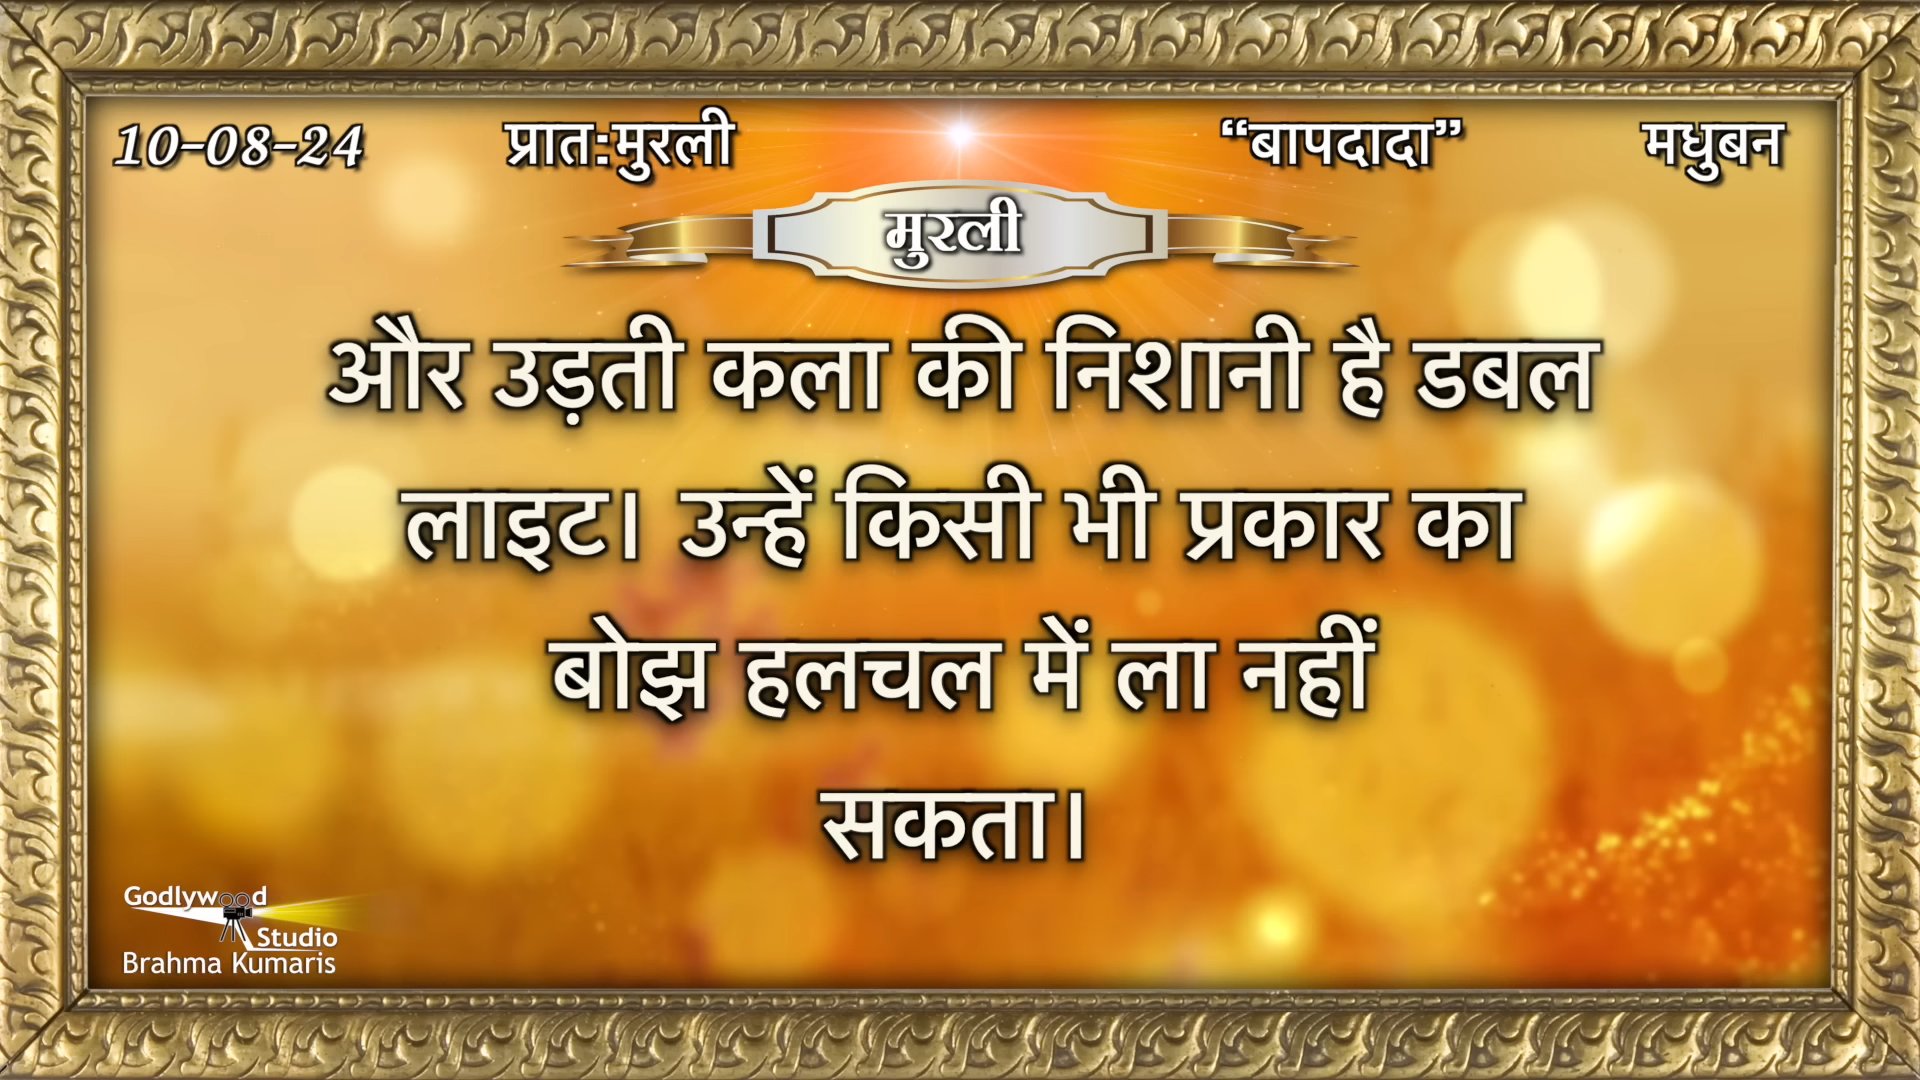 10-08-24 प्रात:मुरली “बापदादा” मधुबन
मुरली
और उड़ती कला की निशानी है डबल
लाइट। उन्हें किसी भी प्रकार का
बोझ हलचल में ला नहीं
सकता।
Godlywood
Studio
Brahma Kumaris